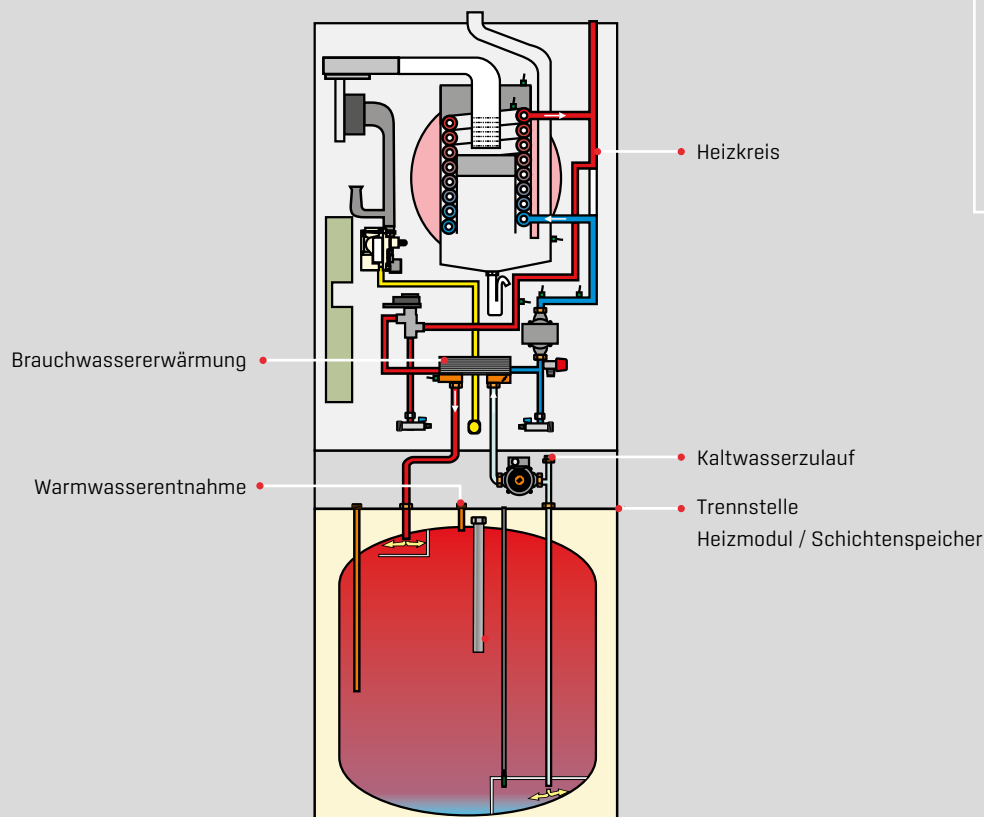 Heizkreis
Brauchwassererwärmung
Kaltwasserzulauf
Warmwasserentnahme
Trennstelle
Heizmodul / Schichtenspeicher